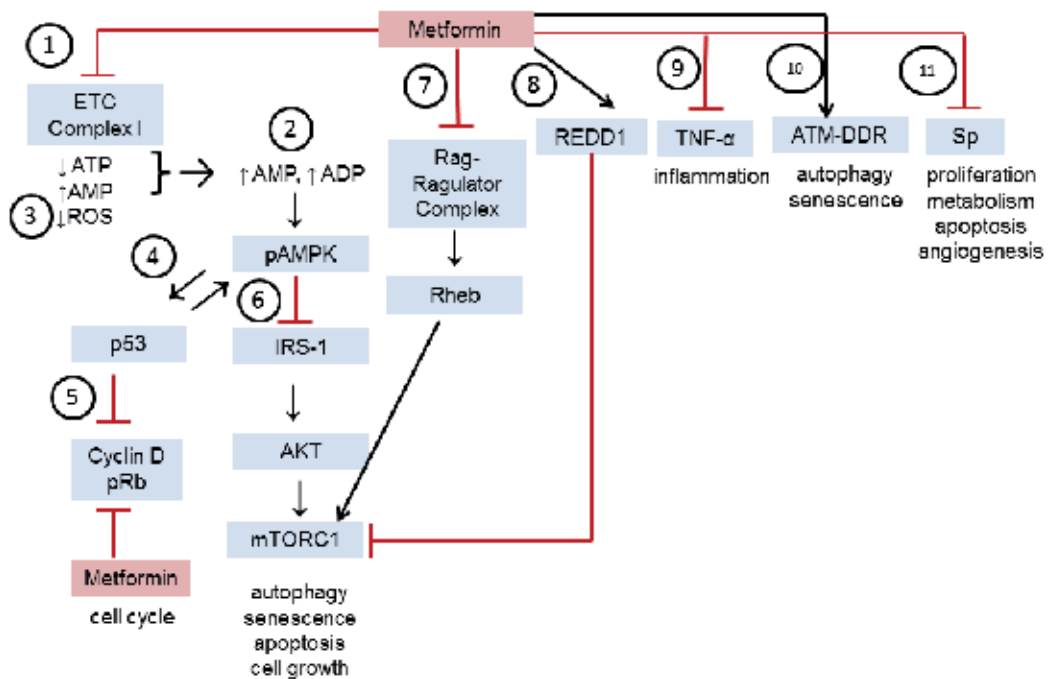 Metformin
1
7
8
9
10
11
ETC
Complex I
2
REDD1
TNF-α
ATM-DDR
Sp
↓ATP
↑AMP
3
↓ROS
↑AMP, ↑ADP
Rag-
Ragulator
Complex
inflammation
autophagy
senescence
proliferation
metabolism
apoptosis
angiogenesis
4
pAMPK
6
Rheb
p53
IRS-1
5
Cyclin D
pRb
AKT
mTORC1
Metformin
cell cycle
autophagy
senescence
apoptosis
cell growth